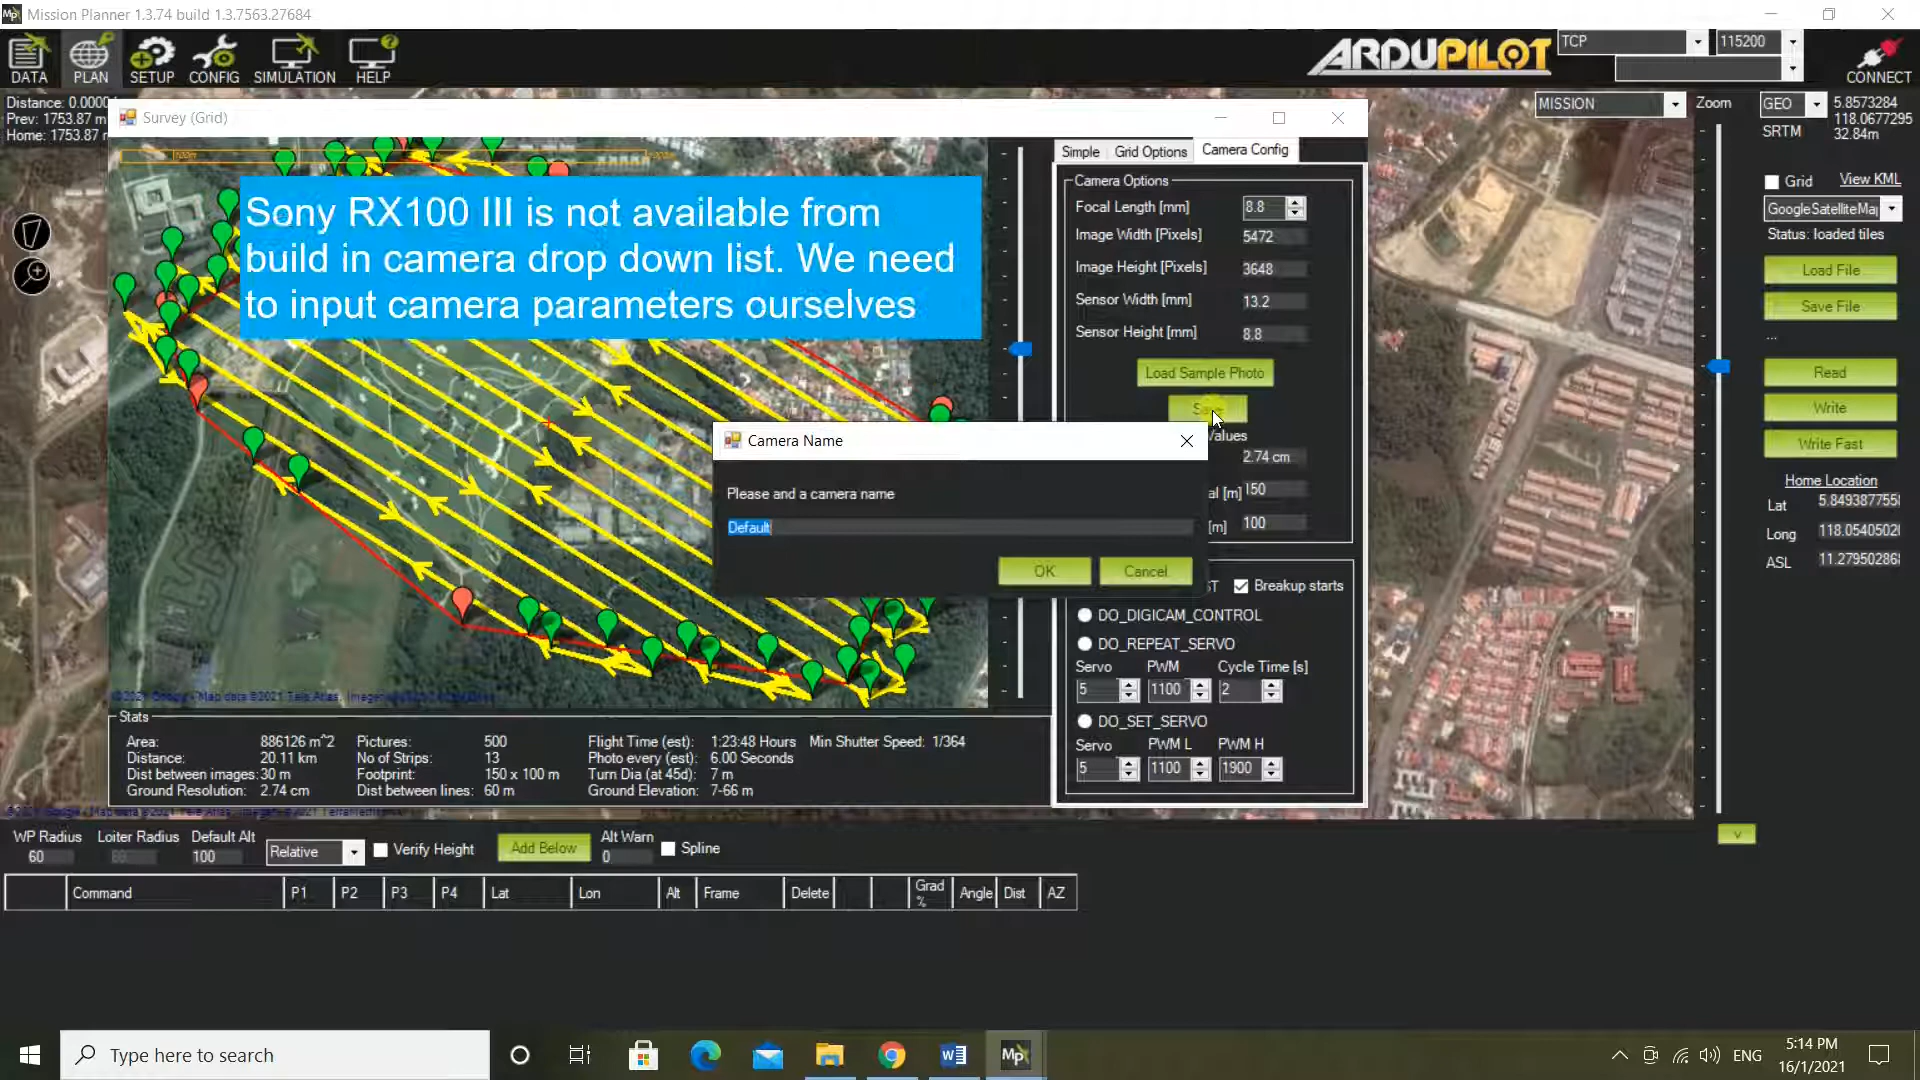 Mission Planner 1.3.74 build 1.3.7563.27684
DATA PLAN SETUP CONFIG SIMULATION HELP
ARDUPILOT
TCP 115200
CONNECT
Distance: 0.0000
Prev: 1753.87 m
Home: 1753.87 m
Survey (Grid)
MISSION Zoom GEO 5.8573284
118.0677295
SRTM 32.84m
Grid View KML
GoogleSatelliteMap
Status: loaded tiles
Load File
Save File
...
Read
Write
Write Fast
Home Location
Lat 5.849387755
Long 118.05405020
ASL 11.279502868
Sony RX100 III is not available from
build in camera drop down list. We need
to input camera parameters ourselves
Simple Grid Options Camera Config
Camera Options
Focal Length [mm] 8.8
Image Width [Pixels] 5472
Image Height [Pixels] 3648
Sensor Width [mm] 13.2
Sensor Height [mm] 8.8
Load Sample Photo
Values
2.74 cm
al [m] 150
[m] 100
Camera Name
Please and a camera name
Default
OK Cancel
ST Breakup starts
DO_DIGICAM_CONTROL
DO_REPEAT_SERVO
Servo PWM Cycle Time [s]
5 1100 2
DO_SET_SERVO
Servo PWM L PWM H
5 1100 1900
Stats
Area: 886126 m^2 Pictures: 500 Flight Time (est): 1:23:48 Hours Min Shutter Speed: 1/364
Distance: 20.11 km No of Strips: 13 Photo every (est): 6.00 Seconds
Dist between images: 30 m Footprint: 150 x 100 m Turn Dia (at 45d): 7 m
Ground Resolution: 2.74 cm Dist between lines: 60 m Ground Elevation: 7-66 m
WP Radius Loiter Radius Default Alt Alt Warn
60 100 Relative Verify Height Add Below 0 Spline
v
Command P1 P2 P3 P4 Lat Lon Alt Frame Delete Grad % Angle Dist AZ
Type here to search
ENG
5:14 PM
16/1/2021